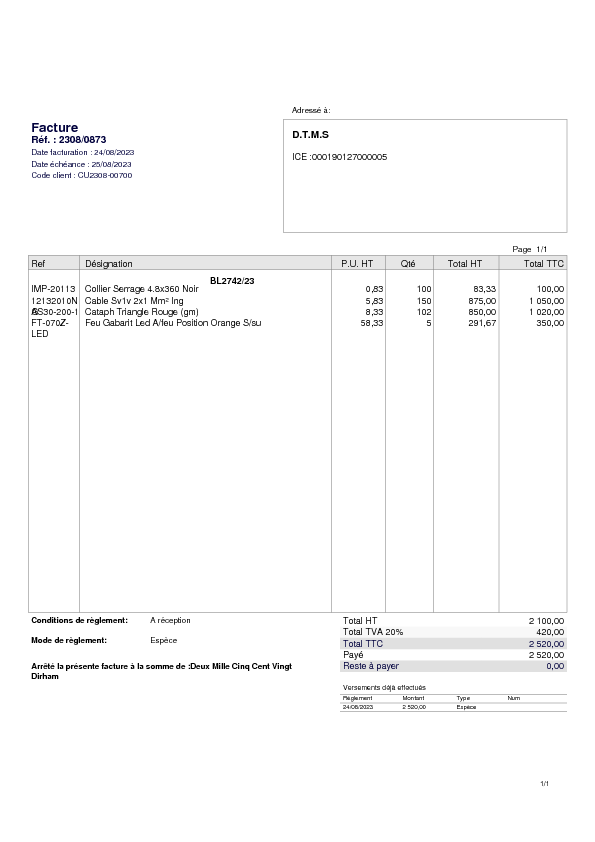 Adressé à:
Facture
Réf. : 2308/0873
Date facturation : 24/08/2023
Date échéance : 25/08/2023
Code client : CU2308-00700
D.T.M.S
ICE :000190127000005
Page 1/1
Ref Désignation P.U. HT Qté Total HT Total TTC
BL2742/23
IMP-20113 Collier Serrage 4.8x360 Noir 0,83 100 83,33 100,00
12132010N Cable Sv1v 2x1 Mm² Ing 5,83 150 875,00 1 050,00
S30-200-1 Cataph Triangle Rouge (gm) 8,33 102 850,00 1 020,00
FT-070Z- Feu Gabarit Led A/feu Position Orange S/su 58,33 5 291,67 350,00
LED
Conditions de règlement: A réception
Mode de règlement: Espèce
Arrêté la présente facture à la somme de :Deux Mille Cinq Cent Vingt
Dirham
Total HT 2 100,00
Total TVA 20% 420,00
Total TTC 2 520,00
Payé 2 520,00
Reste à payer 0,00
Versements déjà effectués
Règlement Montant Type Num
24/08/2023 2 520,00 Espèce
1/1